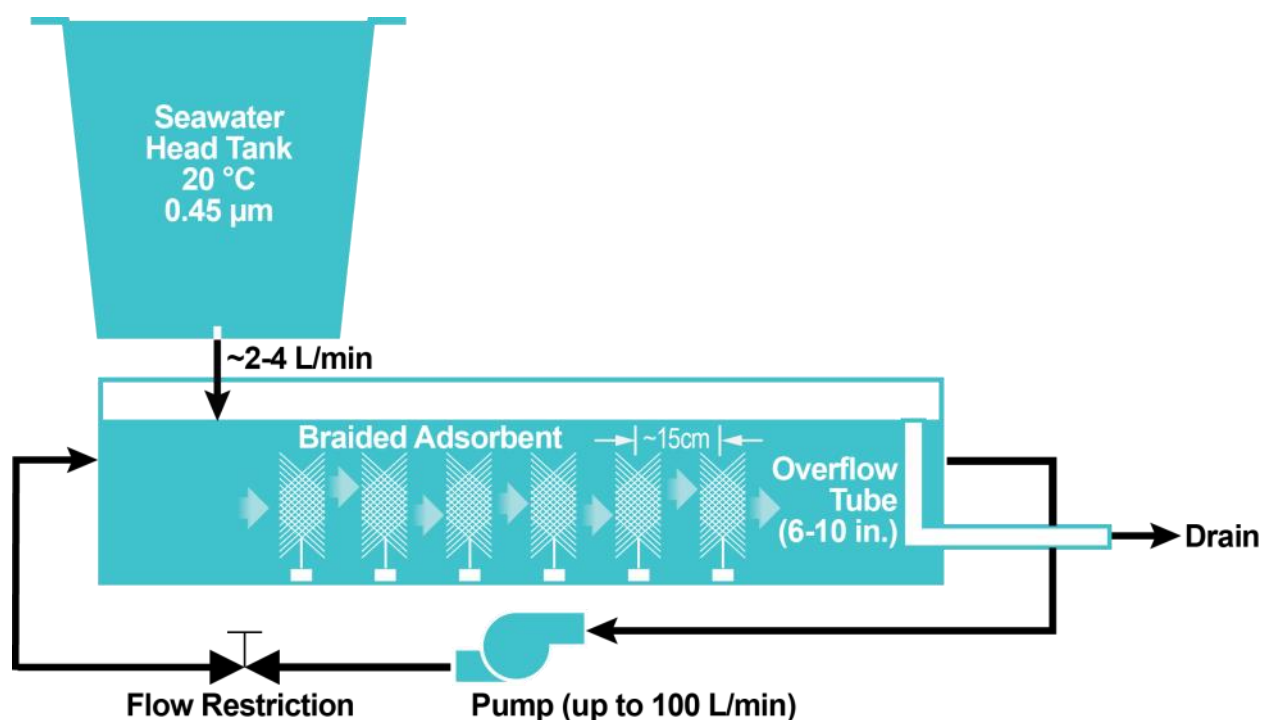 Seawater
Head Tank
20 °C
0.45 µm
~2-4 L/min
Braided Adsorbent
~15cm
Overflow
Tube
(6-10 in.)
Drain
Flow Restriction
Pump (up to 100 L/min)